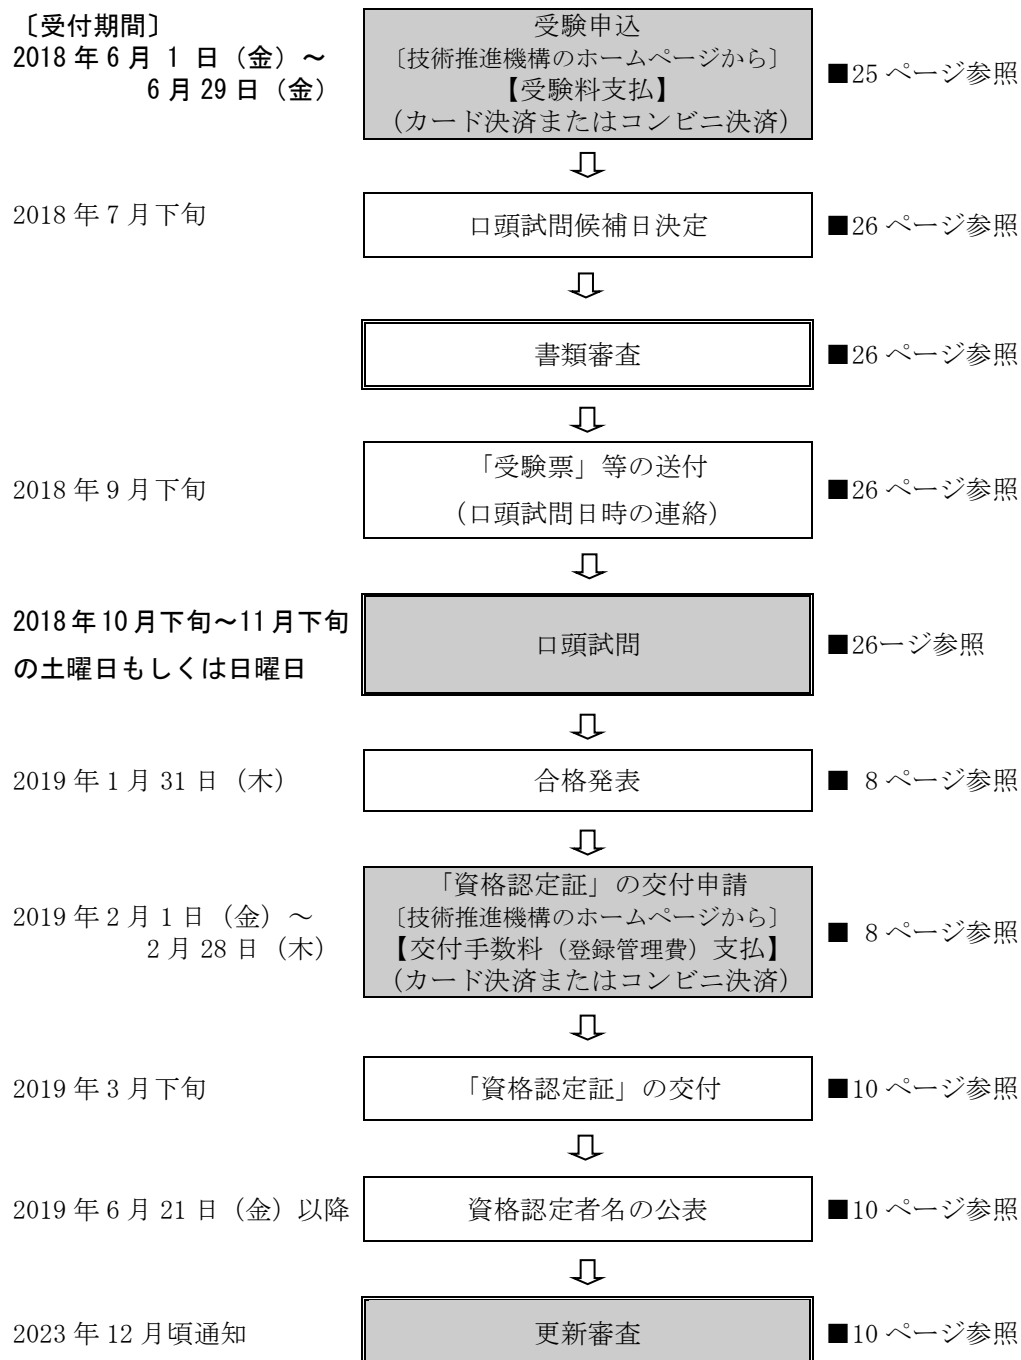 〔受付期間〕
2018年6月 1 日（金）～
6月29日（金）
受験申込
〔技術推進機構のホームページから〕
【受験料支払】
（カード決済またはコンビニ決済）
■25ページ参照
2018年7月下旬
口頭試問候補日決定
■26ページ参照
書類審査
■26ページ参照
2018年9月下旬
「受験票」等の送付
（口頭試問日時の連絡）
■26ページ参照
2018年10月下旬～11月下旬
の土曜日もしくは日曜日
口頭試問
■26ージ参照
2019年1月31日（木）
合格発表
■ 8ページ参照
2019年2月1日（金）～
2月28日（木）
「資格認定証」の交付申請
〔技術推進機構のホームページから〕
【交付手数料（登録管理費）支払】
（カード決済またはコンビニ決済）
■ 8ページ参照
2019年3月下旬
「資格認定証」の交付
■10ページ参照
2019年6月21日（金）以降
資格認定者名の公表
■10ページ参照
2023年12月頃通知
更新審査
■10ページ参照